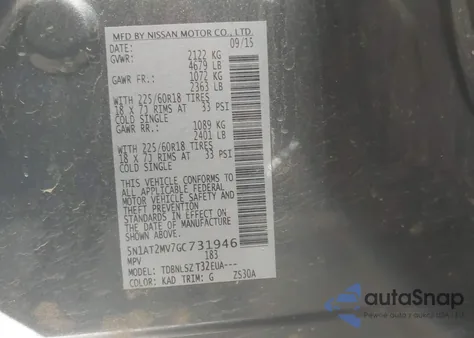 MFD BY NISSAN MOTOR CO., LTD.
DATE: 09/15
GVWR: 2122 KG
4679 LB
GAWR FR.: 1072 KG
2363 LB
WITH 225/60R18 TIRES
18 X 7J RIMS AT 33 PSI
COLD SINGLE
GAWR RR.: 1089 KG
2401 LB
WITH 225/60R18 TIRES
18 X 7J RIMS AT 33 PSI
COLD SINGLE
THIS VEHICLE CONFORMS TO
ALL APPLICABLE FEDERAL
MOTOR VEHICLE SAFETY AND
THEFT PREVENTION
STANDARDS IN EFFECT ON
THE DATE OF MANUFACTURE
SHOWN ABOVE.
5N1AT2MV7GC731946
MPV 183
MODEL: TDBNLSZ T32EUA---
COLOR: KAD TRIM: G ZS30A
autoSnap